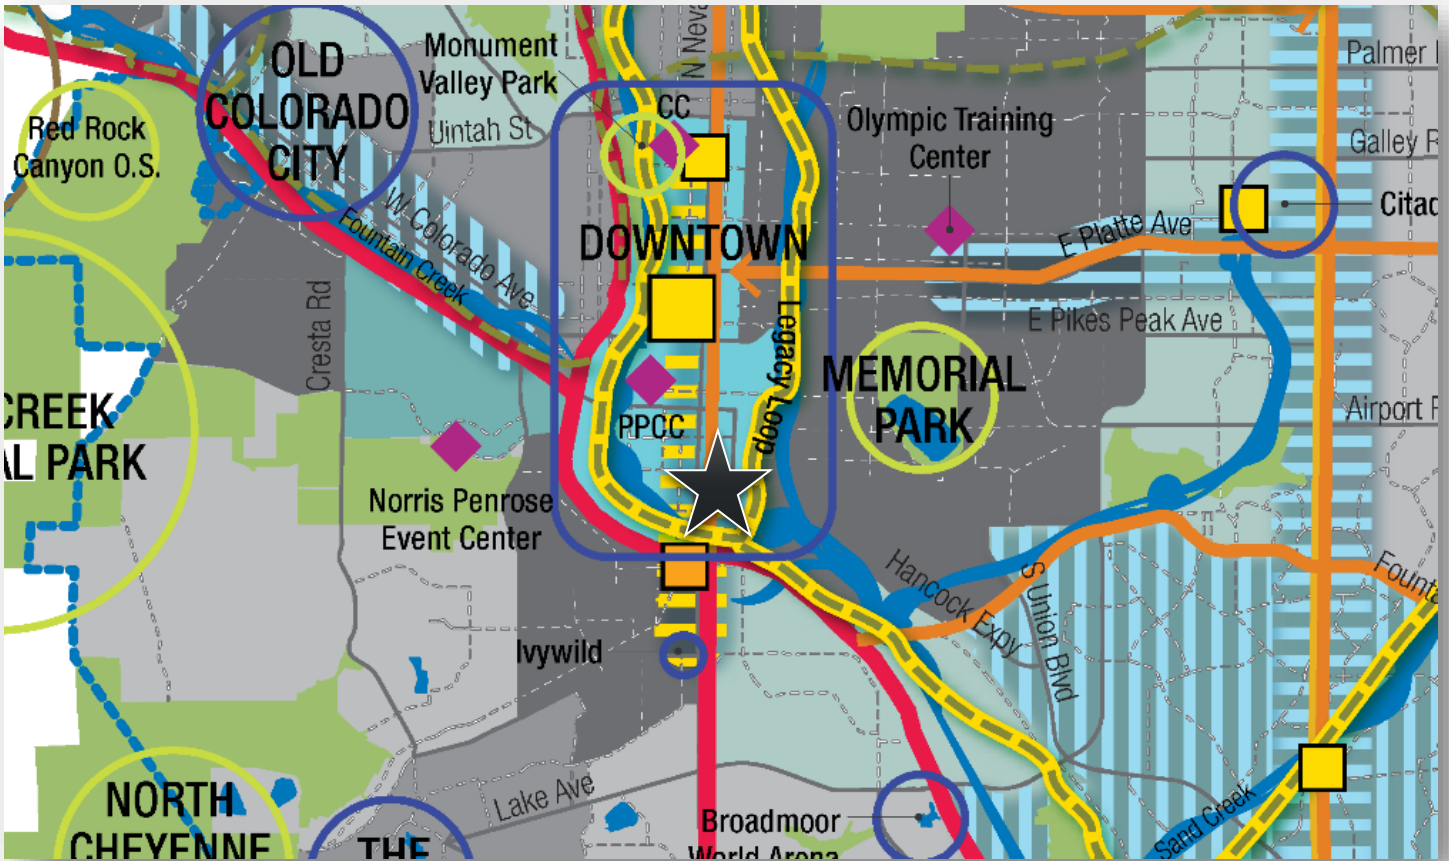 OLD
COLORADO
CITY
Monument
Valley Park
N Neva
Palmer
CC
Red Rock
Canyon O.S.
Uintah St
Olympic Training
Center
Galley R
Citad
W Colorado Ave
Fountain Creek
DOWNTOWN
E Platte Ave
Cresta Rd
Legacy Loop
E Pikes Peak Ave
MEMORIAL
PARK
CREEK
AL PARK
PPCC
Airport R
Norris Penrose
Event Center
Hancock Expy
S Union Blvd
Founta
Ivywild
NORTH
CHEYENNE
THE
Lake Ave
Broadmoor
World Arena
Sand Creek